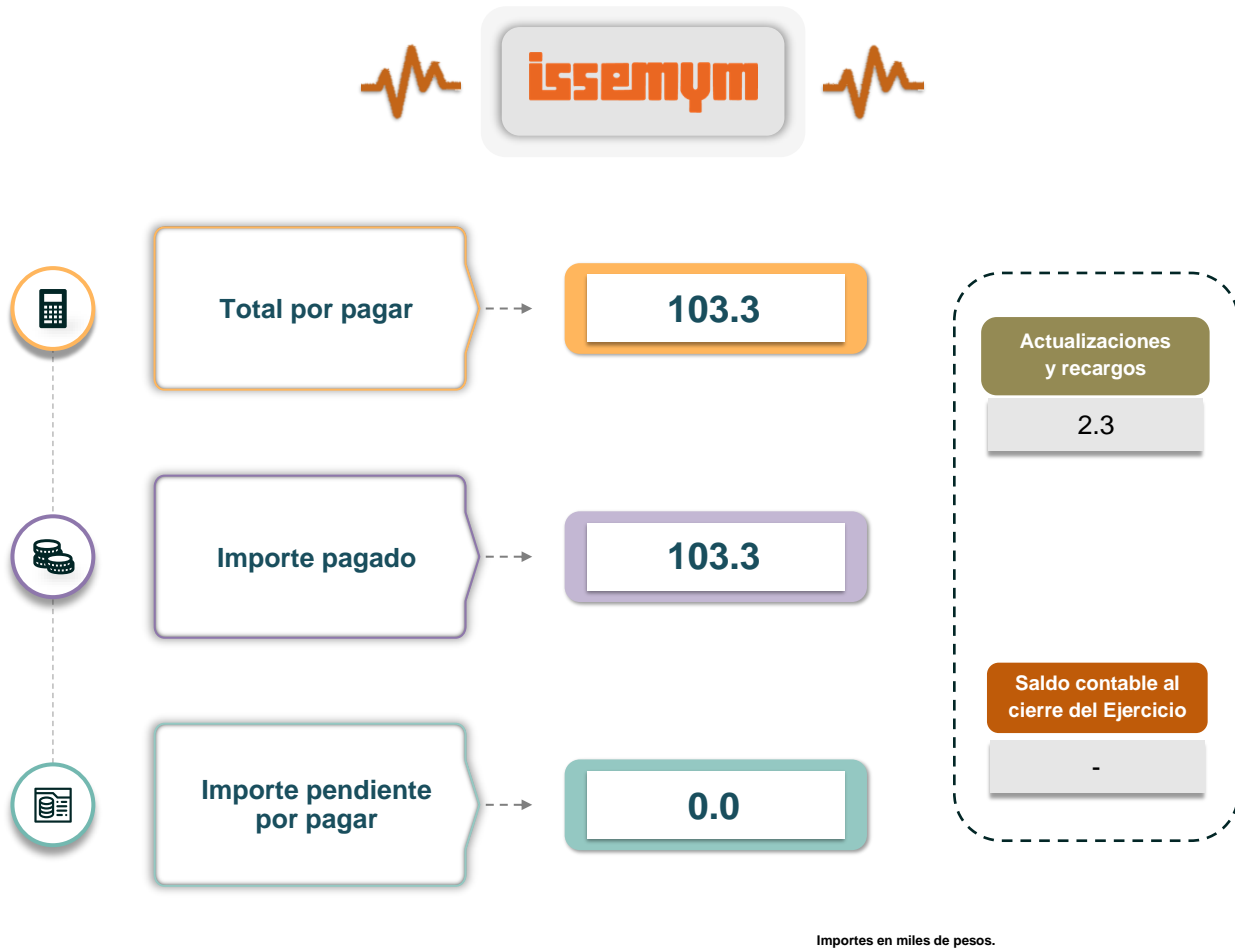 issemym
Total por pagar
103.3
Actualizaciones
y recargos
2.3
Importe pagado
103.3
Saldo contable al
cierre del Ejercicio
-
Importe pendiente
por pagar
0.0
Importes en miles de pesos.